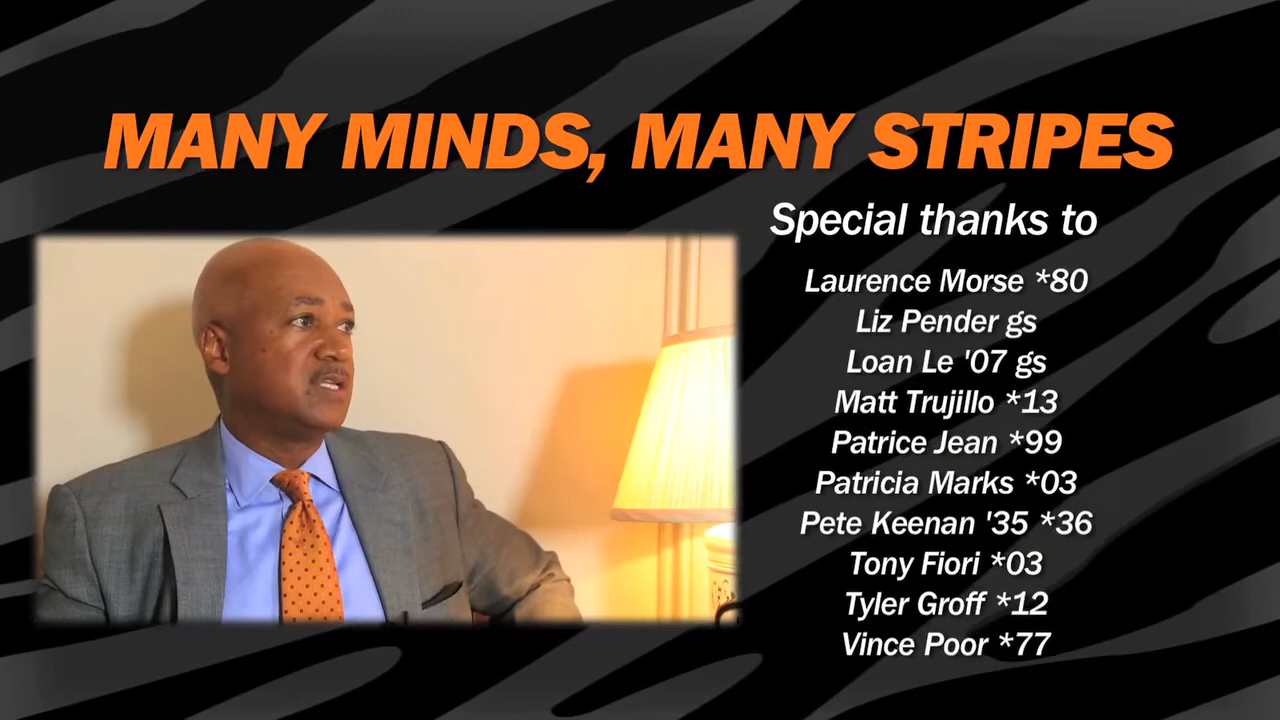 MANY MINDS, MANY STRIPES
Special thanks to
Laurence Morse *80
Liz Pender gs
Loan Le '07 gs
Matt Trujillo *13
Patrice Jean *99
Patricia Marks *03
Pete Keenan '35 *36
Tony Fiori *03
Tyler Groff *12
Vince Poor *77